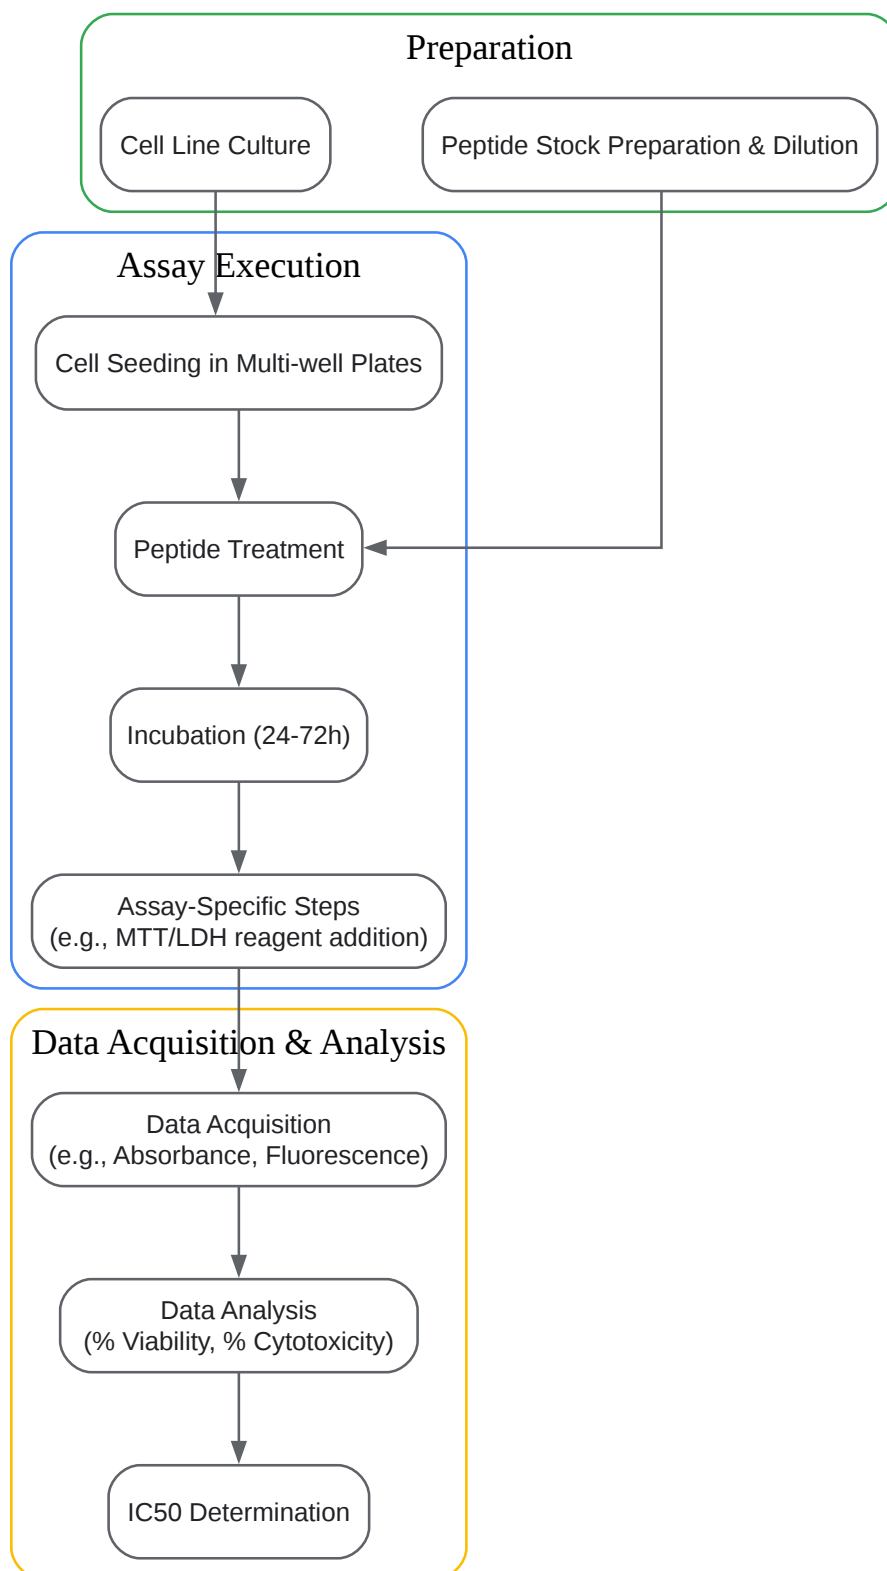 Preparation
Cell Line Culture
Peptide Stock Preparation & Dilution
Assay Execution
Cell Seeding in Multi-well Plates
Peptide Treatment
Incubation (24-72h)
Assay-Specific Steps
(e.g., MTT/LDH reagent addition)
Data Acquisition & Analysis
Data Acquisition
(e.g., Absorbance, Fluorescence)
Data Analysis
(% Viability, % Cytotoxicity)
IC50 Determination